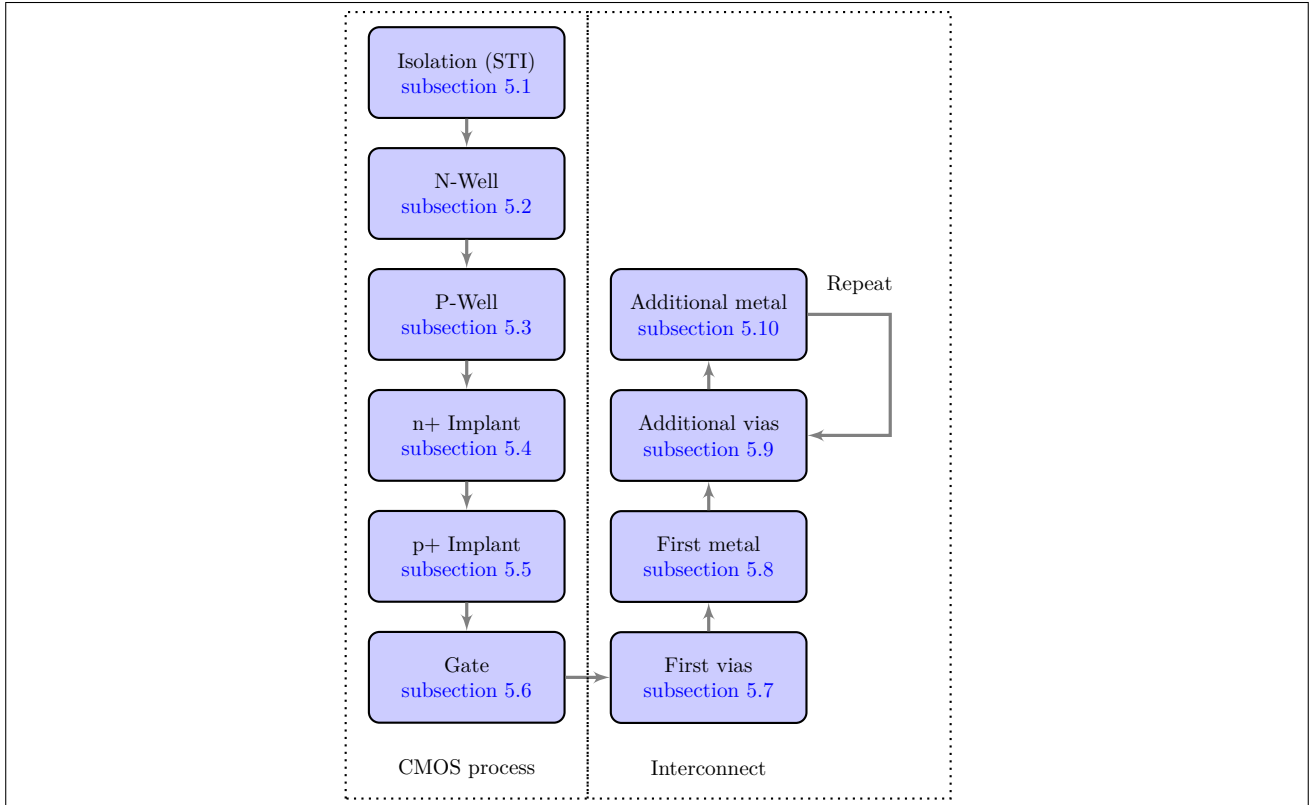 Isolation (STI)
subsection 5.1
N-Well
subsection 5.2
P-Well
subsection 5.3
n+ Implant
subsection 5.4
p+ Implant
subsection 5.5
Gate
subsection 5.6
CMOS process
Additional metal
subsection 5.10
Repeat
Additional vias
subsection 5.9
First metal
subsection 5.8
First vias
subsection 5.7
Interconnect